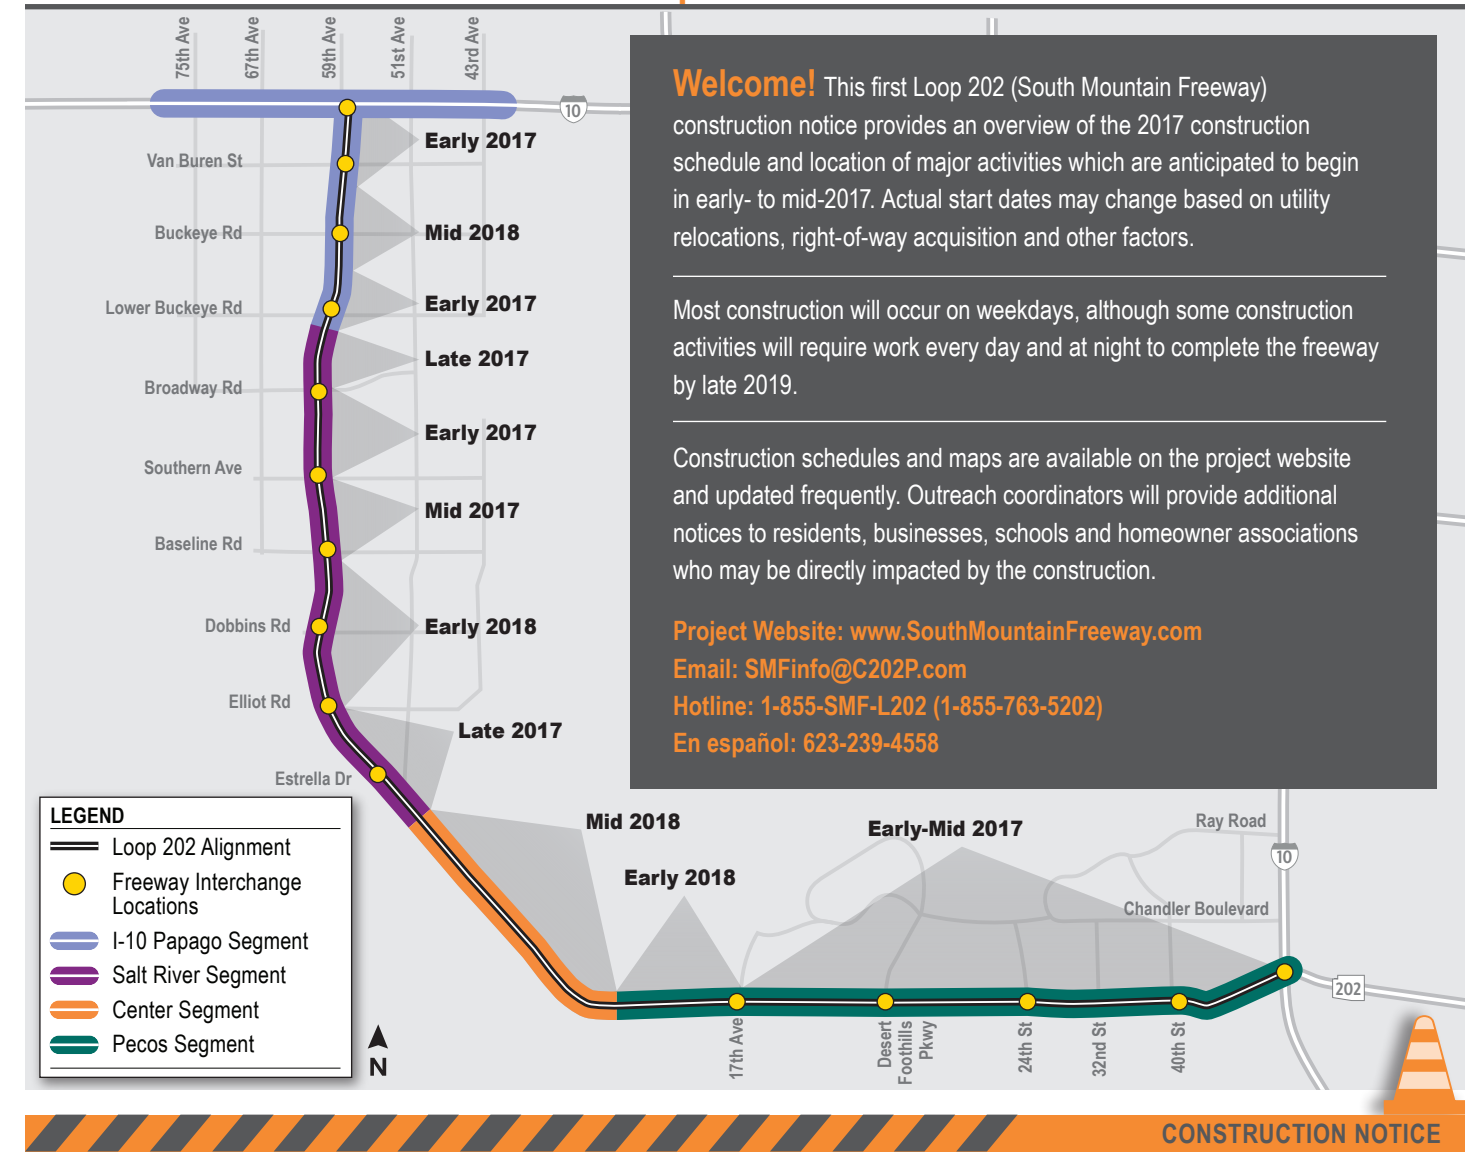 75th Ave
67th Ave
59th Ave
51st Ave
43rd Ave
10
Early 2017
Van Buren St
Mid 2018
Buckeye Rd
Early 2017
Lower Buckeye Rd
Late 2017
Broadway Rd
Early 2017
Southern Ave
Mid 2017
Baseline Rd
Early 2018
Dobbins Rd
Elliot Rd
Late 2017
Estrella Dr
Mid 2018
Early 2018
Early-Mid 2017
Ray Road
10
Chandler Boulevard
202
17th Ave
Desert
Foothills
Pkwy
24th St
32nd St
40th St
Welcome! This first Loop 202 (South Mountain Freeway)
construction notice provides an overview of the 2017 construction
schedule and location of major activities which are anticipated to begin
in early- to mid-2017. Actual start dates may change based on utility
relocations, right-of-way acquisition and other factors.
Most construction will occur on weekdays, although some construction
activities will require work every day and at night to complete the freeway
by late 2019.
Construction schedules and maps are available on the project website
and updated frequently. Outreach coordinators will provide additional
notices to residents, businesses, schools and homeowner associations
who may be directly impacted by the construction.
Project Website: www.SouthMountainFreeway.com
Email: SMFinfo@C202P.com
Hotline: 1-855-SMF-L202 (1-855-763-5202)
En español: 623-239-4558
LEGEND
Loop 202 Alignment
Freeway Interchange
Locations
I-10 Papago Segment
Salt River Segment
Center Segment
Pecos Segment
N
CONSTRUCTION NOTICE